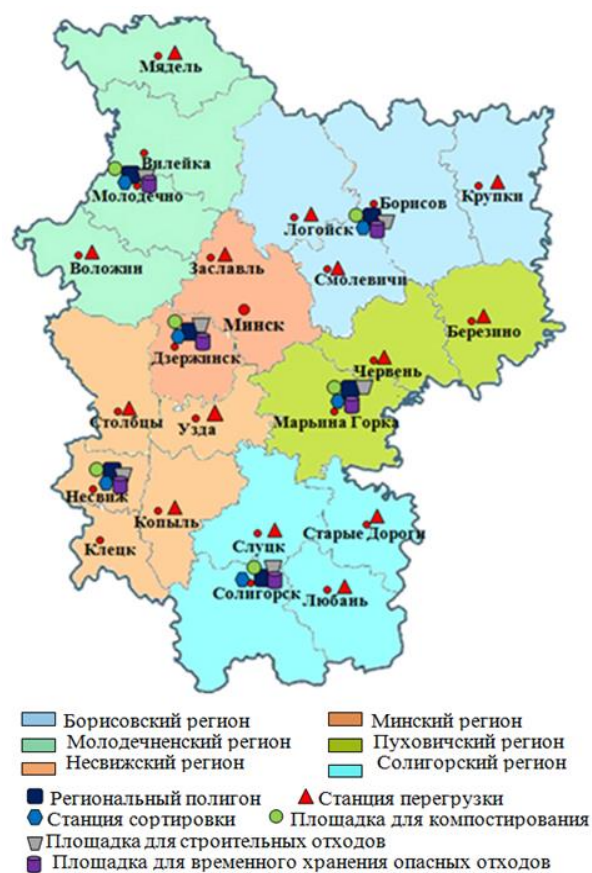 Мядель
Вилейка
Молодечно
Борисов
Крупки
Логойск
Воложин
Заславль
Смолевичи
Минск
Березино
Дзержинск
Червень
Столбцы
Узда
Марьина Горка
Несвиж
Копыль
Клецк
Слуцк
Старые Дороги
Солигорск
Любань
Борисовский регион
Минский регион
Молодечненский регион
Пуховичский регион
Несвижский регион
Солигорский регион
Региональный полигон
Станция перегрузки
Станция сортировки
Площадка для компостирования
Площадка для строительных отходов
Площадка для временного хранения опасных отходов